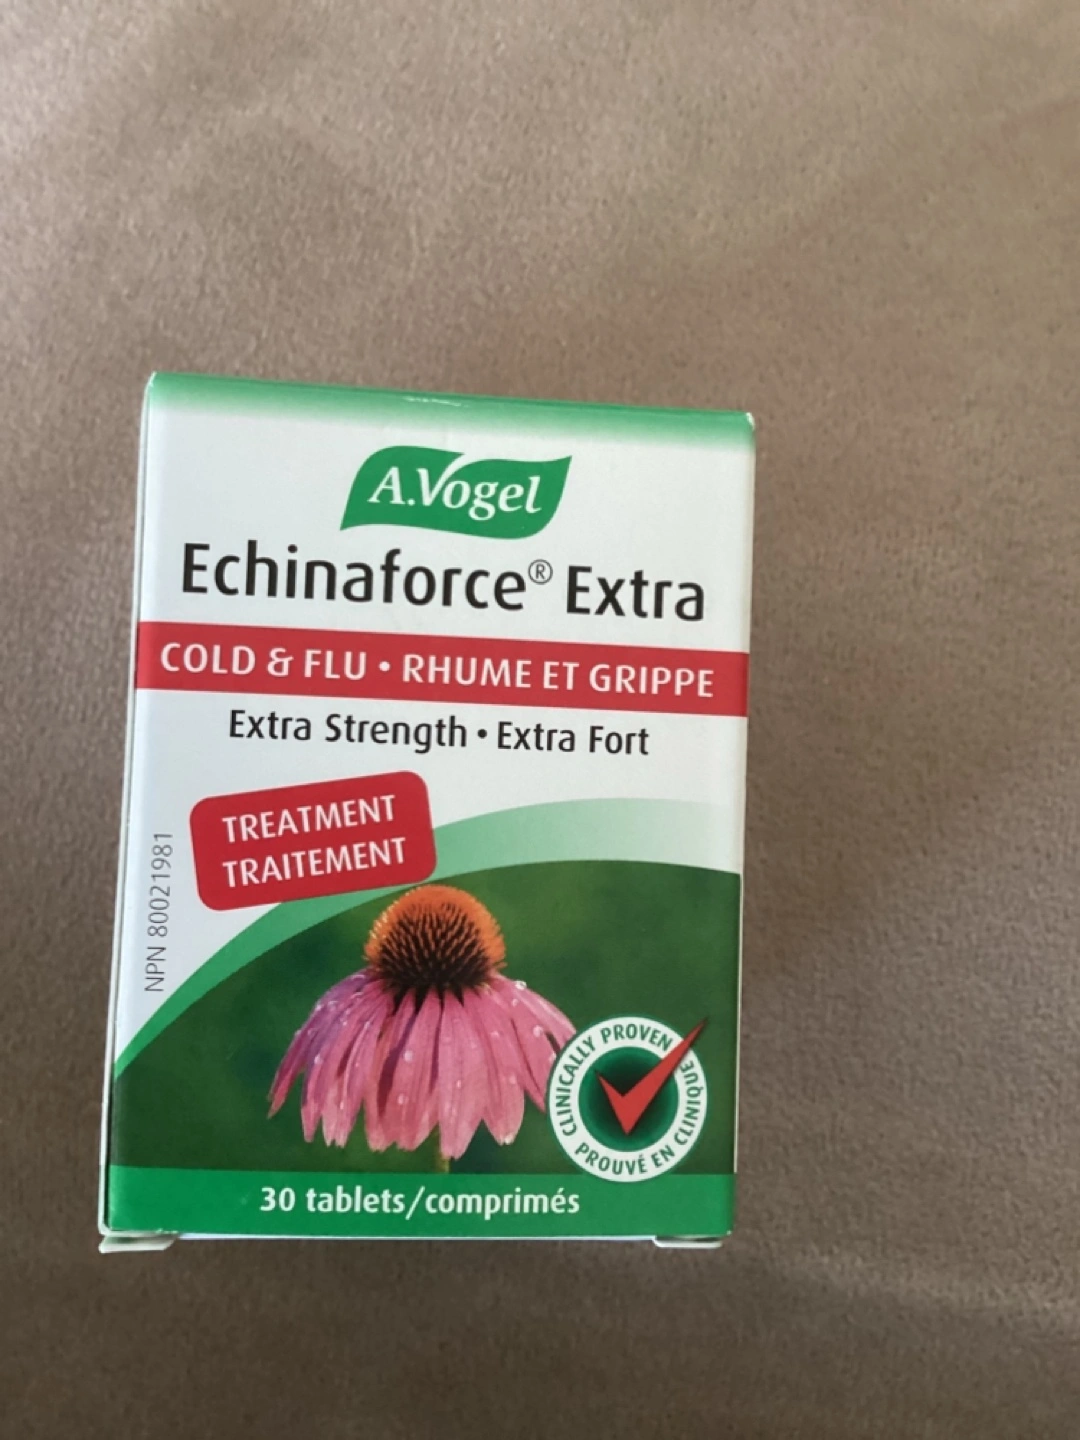 A.Vogel
Echinaforce® Extra
COLD & FLU • RHUME ET GRIPPE
Extra Strength • Extra Fort
TREATMENT
TRAITEMENT
NPN 80021981
CLINICALLY PROVEN
PROUVÉ EN CLINIQUE
30 tablets/comprimés